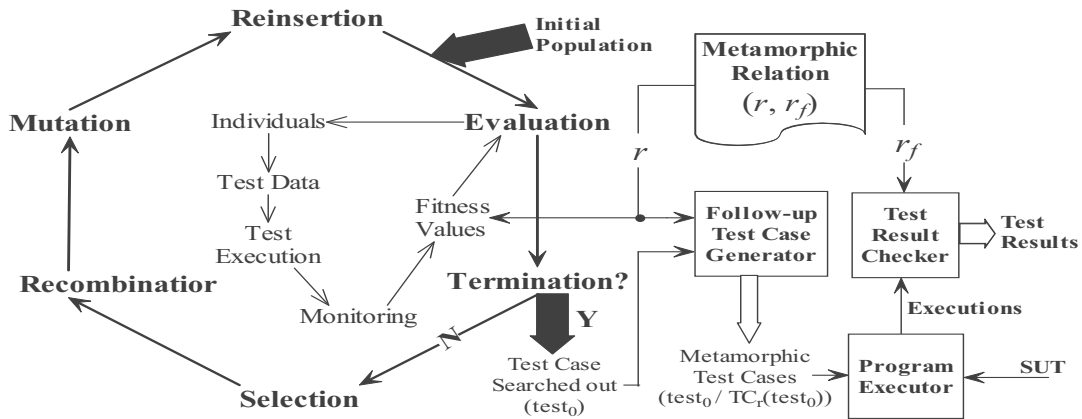 Reinsertion
Initial
Population
Metamorphic
Relation
(r, r_f)
Mutation
Individuals
Evaluation
r
r_f
Test Data
Fitness
Values
Follow-up
Test Case
Generator
Test
Result
Checker
Test
Results
Test
Execution
Recombinatior
Termination?
Monitoring
Executions
N
Y
Test Case
Searched out
(test₀)
Metamorphic
Test Cases
(test₀ / TCᵣ(test₀))
Program
Executor
SUT
Selection